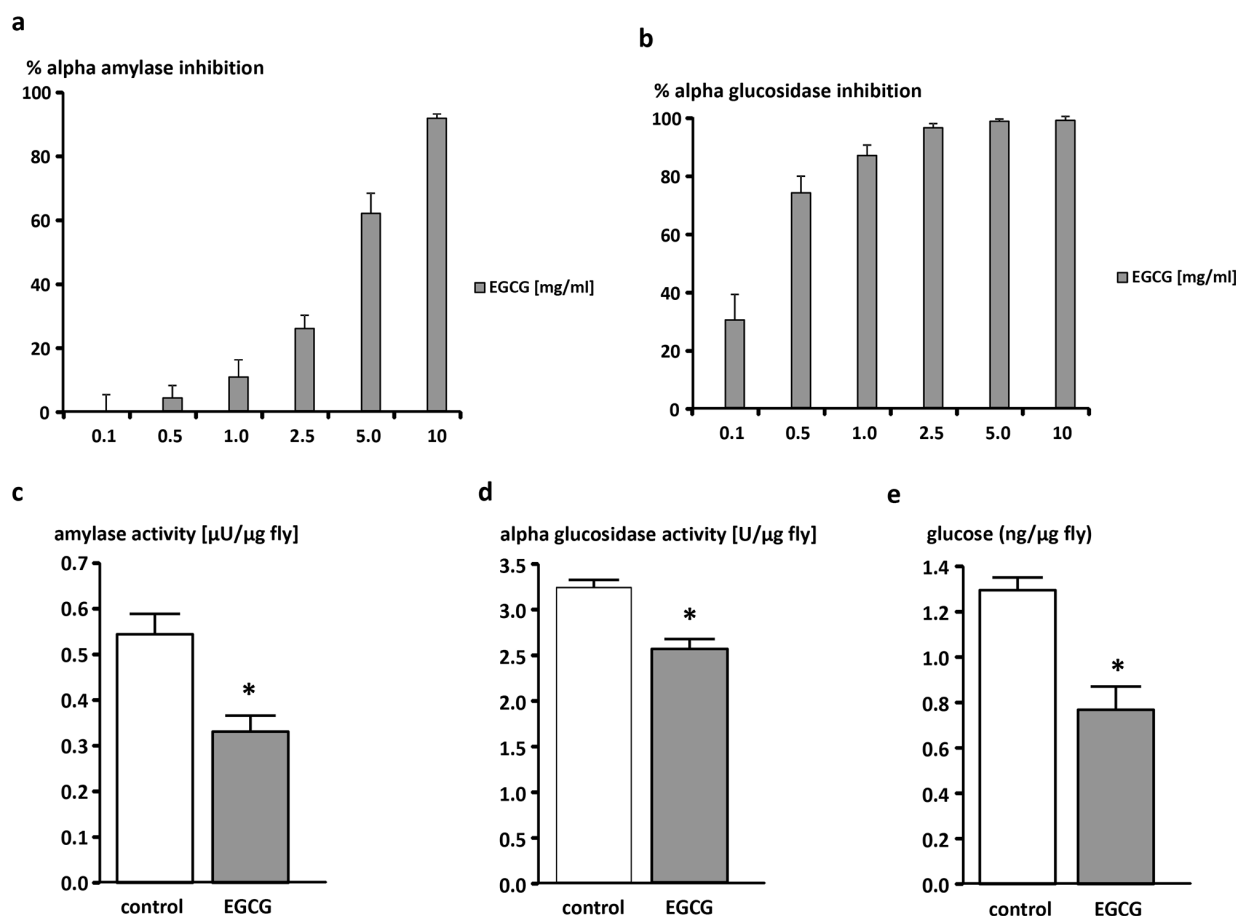 a
% alpha amylase inhibition
100
80
60
40
20
0
0.1 0.5 1.0 2.5 5.0 10
EGCG [mg/ml]
b
% alpha glucosidase inhibition
100
80
60
40
20
0
0.1 0.5 1.0 2.5 5.0 10
EGCG [mg/ml]
c
amylase activity [µU/µg fly]
0.7
0.6
0.5
0.4
0.3
0.2
0.1
0.0
*
control EGCG
d
alpha glucosidase activity [U/µg fly]
3.5
3.0
2.5
2.0
1.5
1.0
0.5
0.0
*
control EGCG
e
glucose (ng/µg fly)
1.4
1.2
1.0
0.8
0.6
0.4
0.2
0.0
*
control EGCG